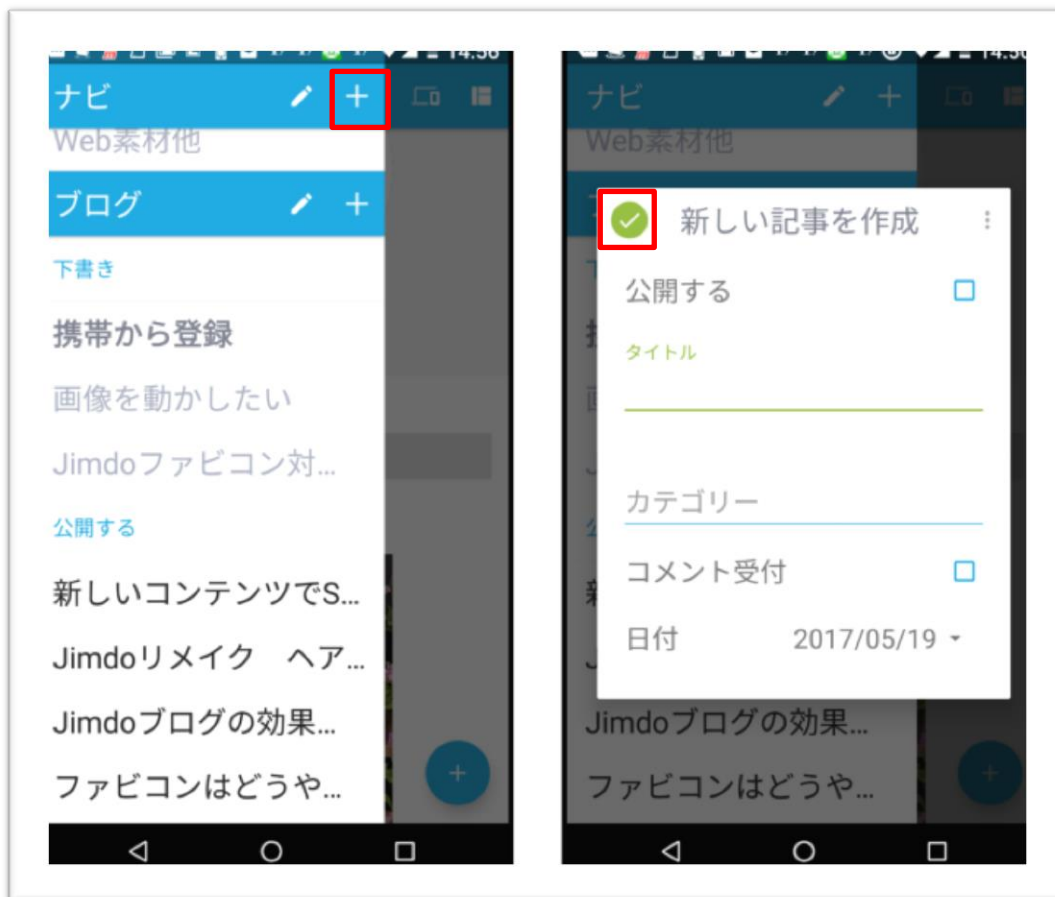 14:56
ナビ
Web素材他
ブログ
下書き
携帯から登録
画像を動かしたい
Jimdoファビコン対...
公開する
新しいコンテンツでS...
Jimdoリメイク　ヘア...
Jimdoブログの効果...
ファビコンはどうや...
ナビ
Web素材他
新しい記事を作成
公開する
タイトル
カテゴリー
コメント受付
日付 2017/05/19
Jimdoブログの効果...
ファビコンはどうや...